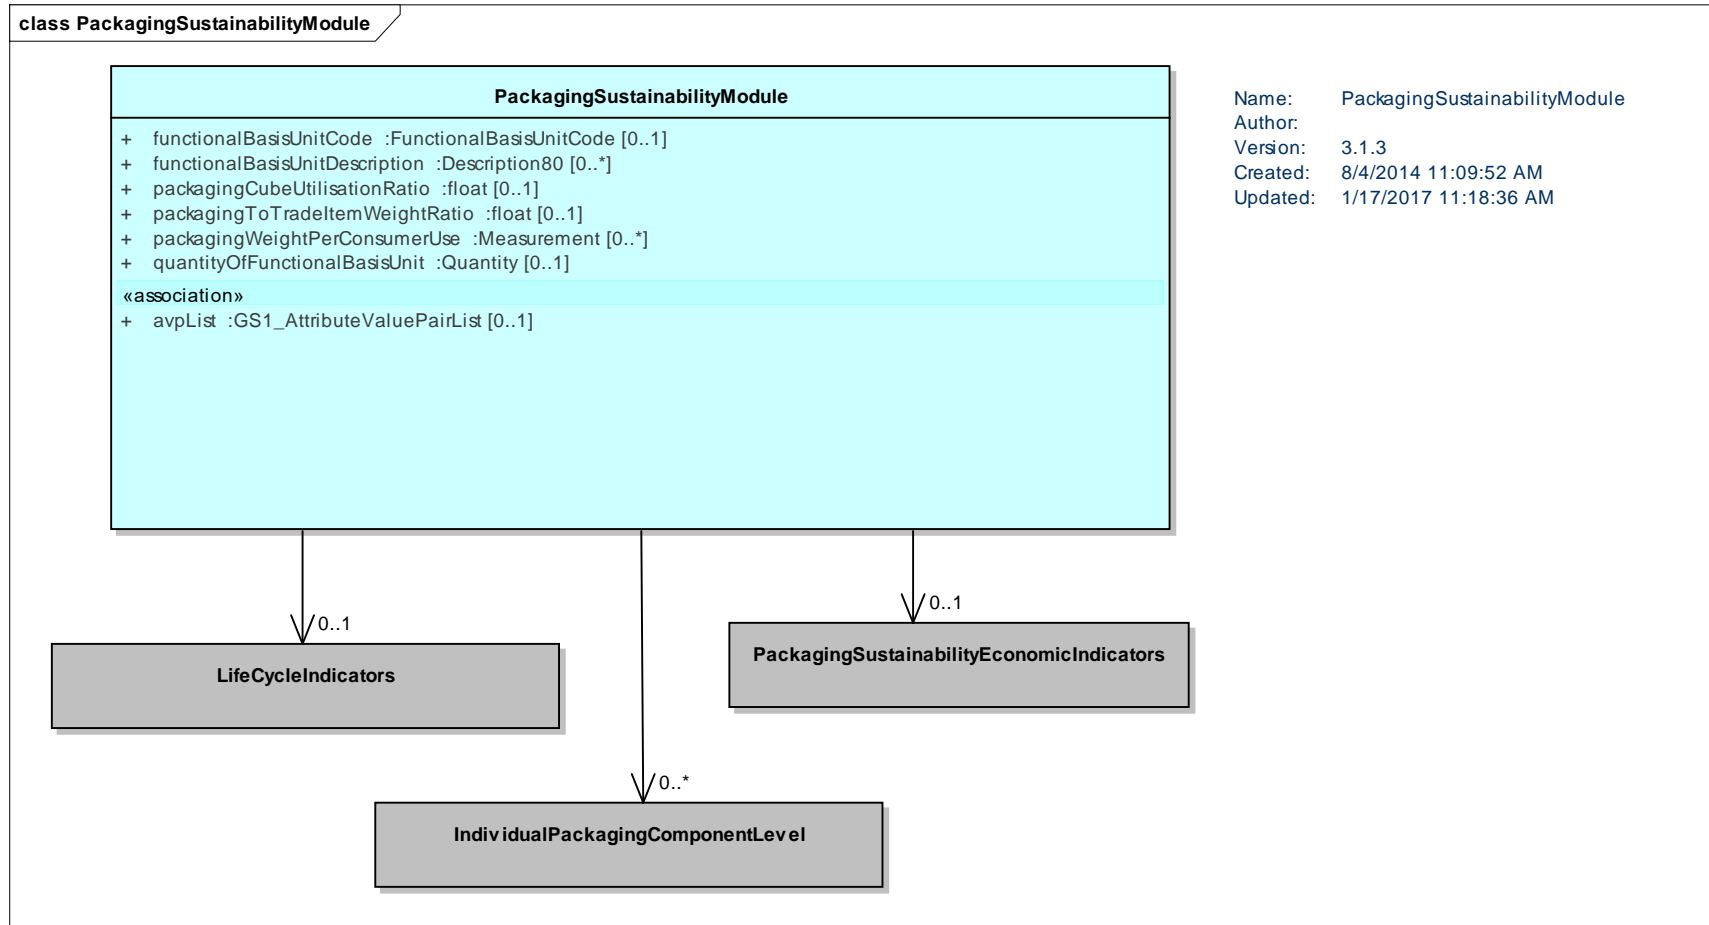 class PackagingSustainabilityModule
PackagingSustainabilityModule
+ functionalBasisUnitCode :FunctionalBasisUnitCode [0..1]
+ functionalBasisUnitDescription :Description80 [0..*]
+ packagingCubeUtilisationRatio :float [0..1]
+ packagingToTradeItemWeightRatio :float [0..1]
+ packagingWeightPerConsumerUse :Measurement [0..*]
+ quantityOfFunctionalBasisUnit :Quantity [0..1]
«association»
+ avpList :GS1_AttributeValuePairList [0..1]
Name: PackagingSustainabilityModule
Author:
Version: 3.1.3
Created: 8/4/2014 11:09:52 AM
Updated: 1/17/2017 11:18:36 AM
0..1
LifeCycleIndicators
0..1
PackagingSustainabilityEconomicIndicators
0..*
IndividualPackagingComponentLevel